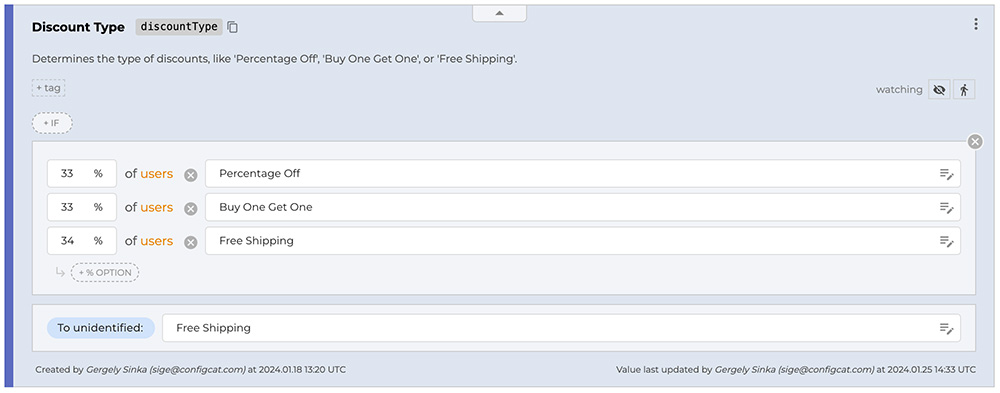 Discount Type discountType
Determines the type of discounts, like 'Percentage Off', 'Buy One Get One', or 'Free Shipping'.
+ tag
watching
+ IF
33 % of users Percentage Off
33 % of users Buy One Get One
34 % of users Free Shipping
+ % OPTION
To unidentified: Free Shipping
Created by Gergely Sinka (sige@configcat.com) at 2024.01.18 13:20 UTC
Value last updated by Gergely Sinka (sige@configcat.com) at 2024.01.25 14:33 UTC